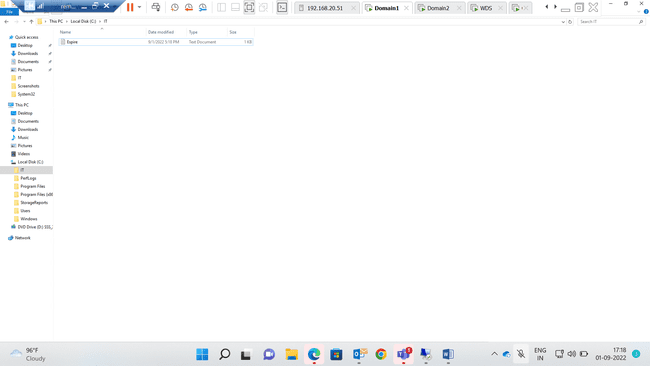 rem...
192.168.20.51
Domain1
Domain2
WDS
File
This PC
Local Disk (C:)
IT
Search IT
Name
Date modified
Type
Size
Expire
9/1/2022 5:18 PM
Text Document
1 KB
Quick access
Desktop
Downloads
Documents
Pictures
IT
Screenshots
System32
This PC
Desktop
Documents
Downloads
Music
Pictures
Videos
Local Disk (C:)
IT
PerfLogs
Program Files
Program Files (x86
StorageReports
Users
Windows
DVD Drive (D:) SSS_
Network
96°F
Cloudy
ENG
IN
17:18
01-09-2022